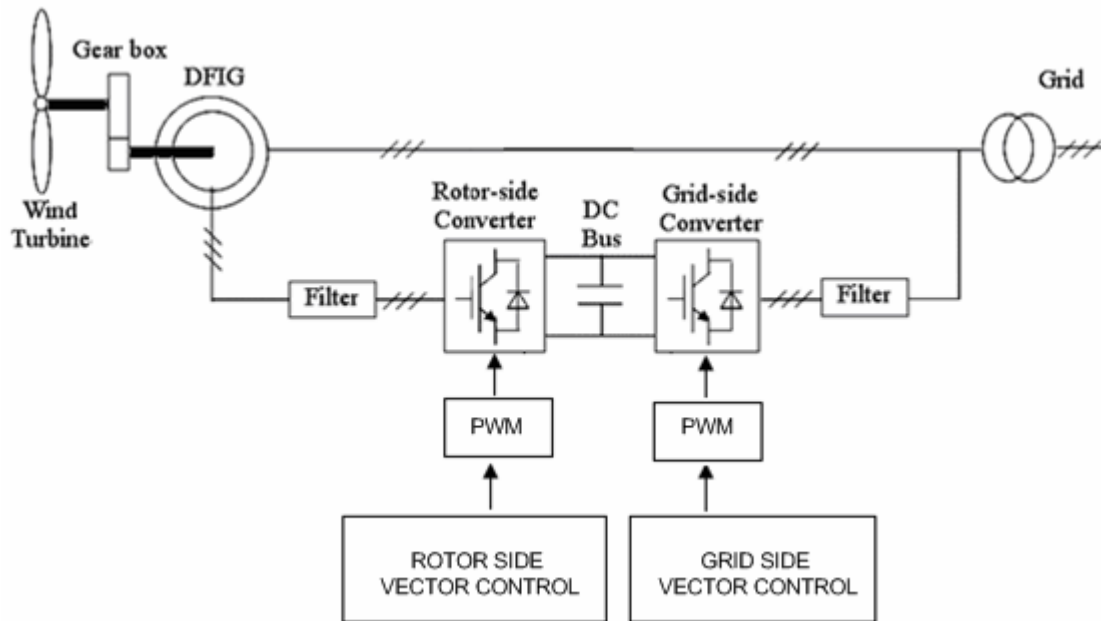 Gear box
DFIG
Grid
Wind
Turbine
Rotor-side
Converter
DC
Bus
Grid-side
Converter
Filter
Filter
PWM
PWM
ROTOR SIDE
VECTOR CONTROL
GRID SIDE
VECTOR CONTROL